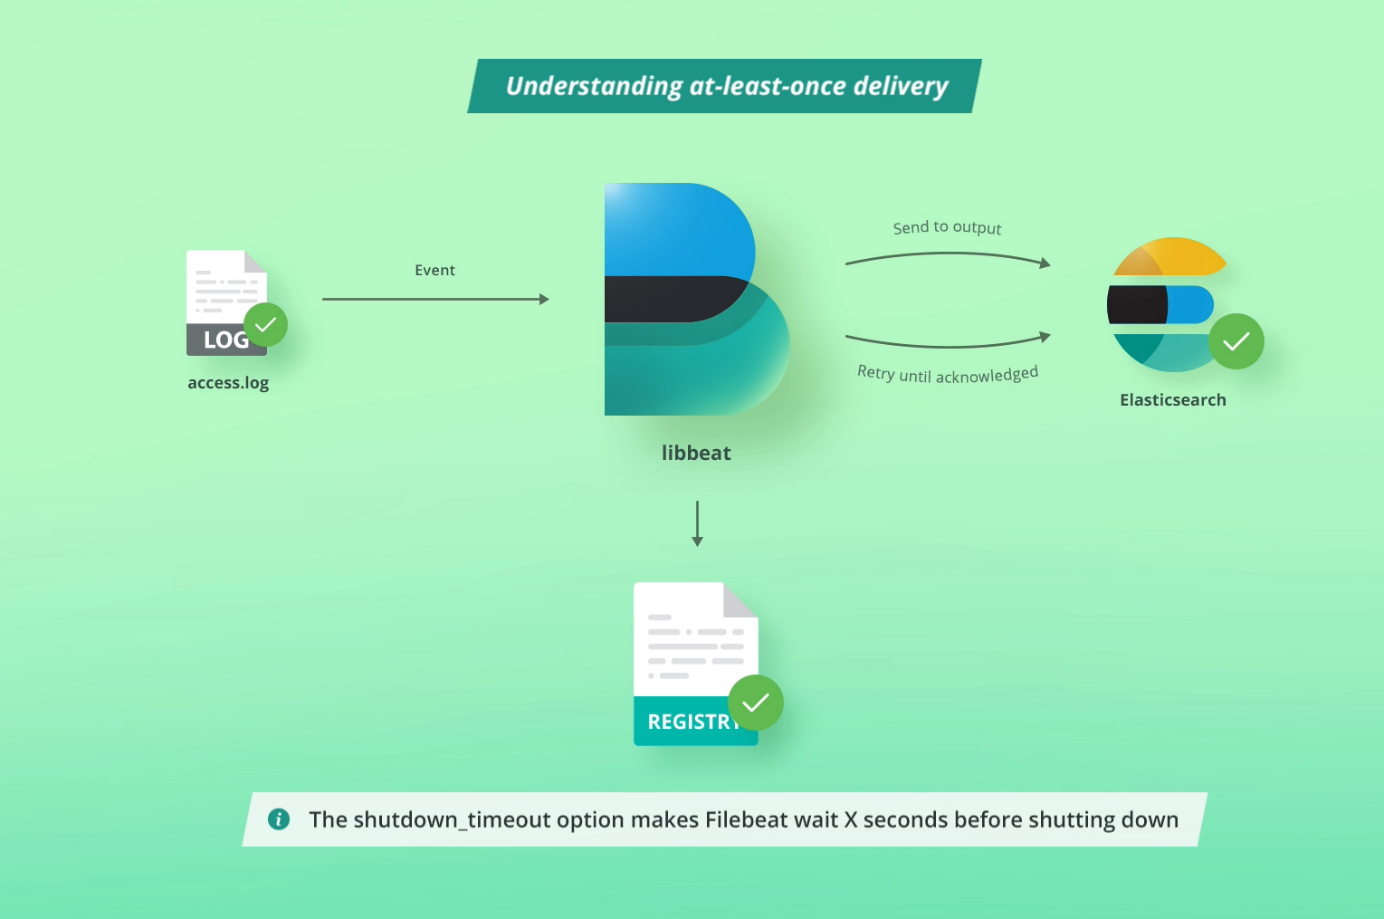 Understanding at-least-once delivery
Send to output
Event
LOG
access.log
Retry until acknowledged
Elasticsearch
libbeat
REGISTRY
i The shutdown_timeout option makes Filebeat wait X seconds before shutting down